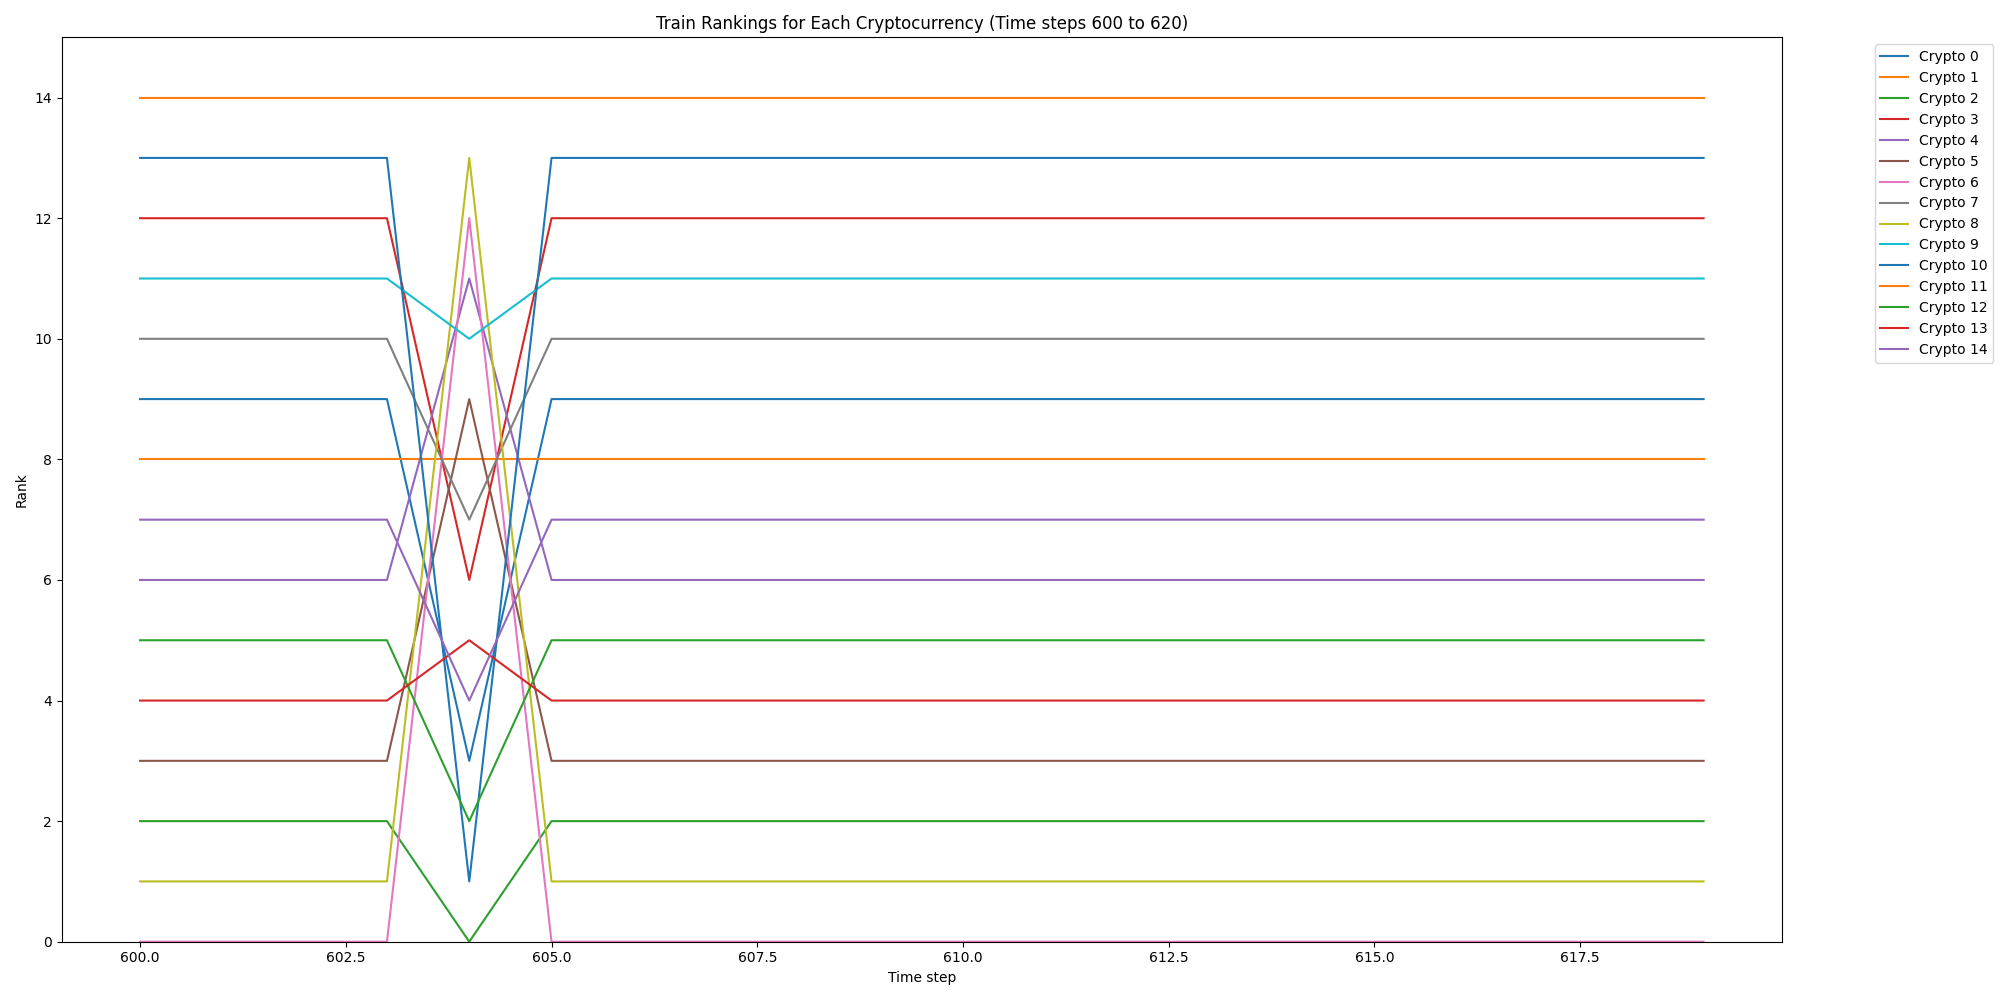 Train Rankings for Each Cryptocurrency (Time steps 600 to 620)
Rank
14
12
10
8
6
4
2
0
600.0 602.5 605.0 607.5 610.0 612.5 615.0 617.5
Time step
Crypto 0
Crypto 1
Crypto 2
Crypto 3
Crypto 4
Crypto 5
Crypto 6
Crypto 7
Crypto 8
Crypto 9
Crypto 10
Crypto 11
Crypto 12
Crypto 13
Crypto 14